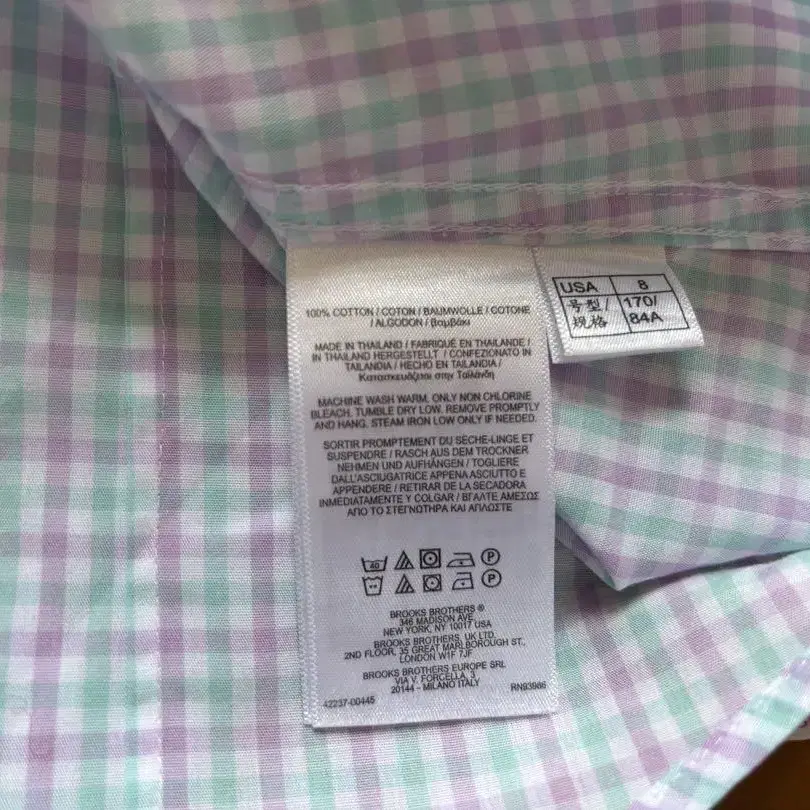 100% COTTON / COTON / BAUMWOLLE / COTONE
/ ALGODON / βαμβάκι
MADE IN THAILAND / FABRIQUÉ EN THAILANDE /
IN THAILAND HERGESTELLT / CONFEZIONATO IN
TAILANDIA / HECHO EN TAILANDIA /
Κατασκευάζεται στην Ταϊλάνδη
MACHINE WASH WARM, ONLY NON CHLORINE
BLEACH. TUMBLE DRY LOW. REMOVE PROMPTLY
AND HANG. STEAM IRON LOW ONLY IF NEEDED.
SORTIR PROMPTEMENT DU SÈCHE-LINGE ET
SUSPENDRE / RASCH AUS DEM TROCKNER
NEHMEN UND AUFHÄNGEN / TOGLIERE
DALL'ASCIUGATRICE APPENA ASCIUTTO E
APPENDERE / RETIRAR DE LA SECADORA
INMEDIATAMENTE Y COLGAR / ΒΓΑΛΤΕ ΑΜΕΣΩΣ
ΑΠΟ ΤΟ ΣΤΕΓΝΩΤΗΡΑ ΚΑΙ ΑΠΛΩΣΤΕ
40 P
P
BROOKS BROTHERS ®
346 MADISON AVE.
NEW YORK, NY 10017 USA
BROOKS BROTHERS, UK LTD.
2ND FLOOR, 35 GREAT MARLBOROUGH ST.,
LONDON W1F 7JF
BROOKS BROTHERS EUROPE SRL
VIA V. FORCELLA, 3
20144 - MILANO ITALY
42237-00445 RN93986
USA 8
号型/ 170/
规格 84A